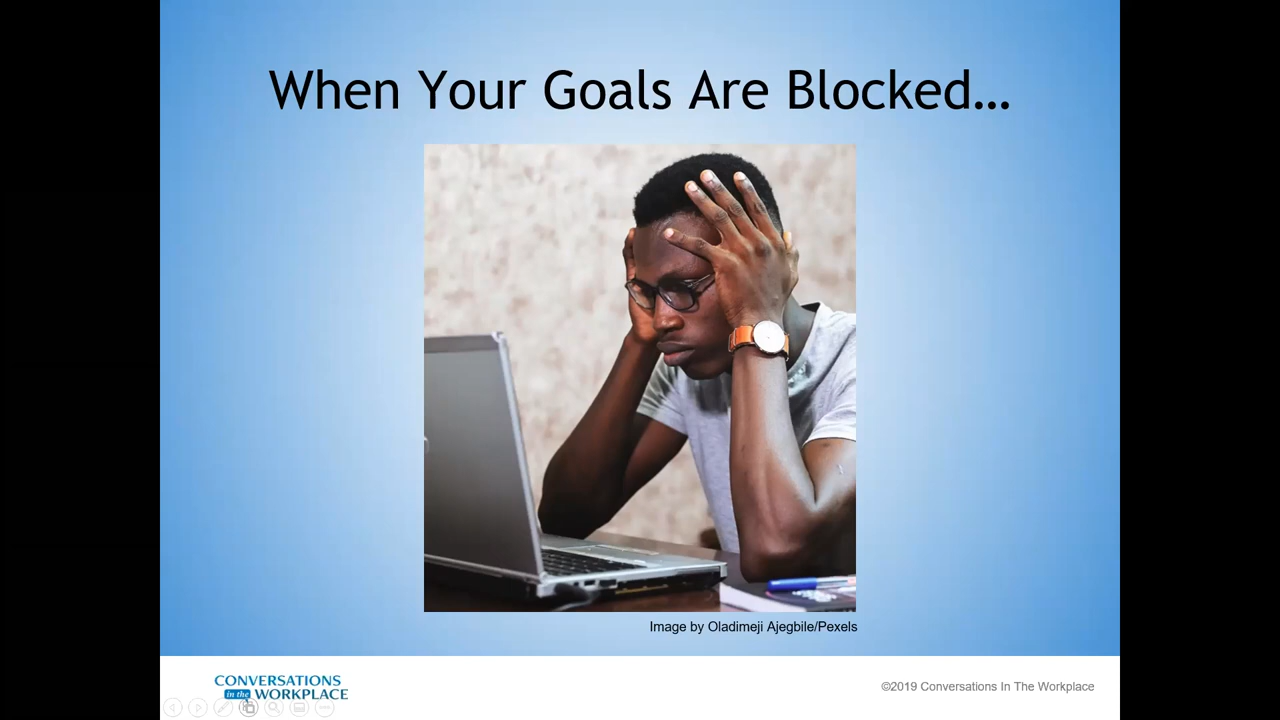 When Your Goals Are Blocked...
Image by Oladimeji Ajegbile/Pexels
CONVERSATIONS
in the WORKPLACE
©2019 Conversations In The Workplace